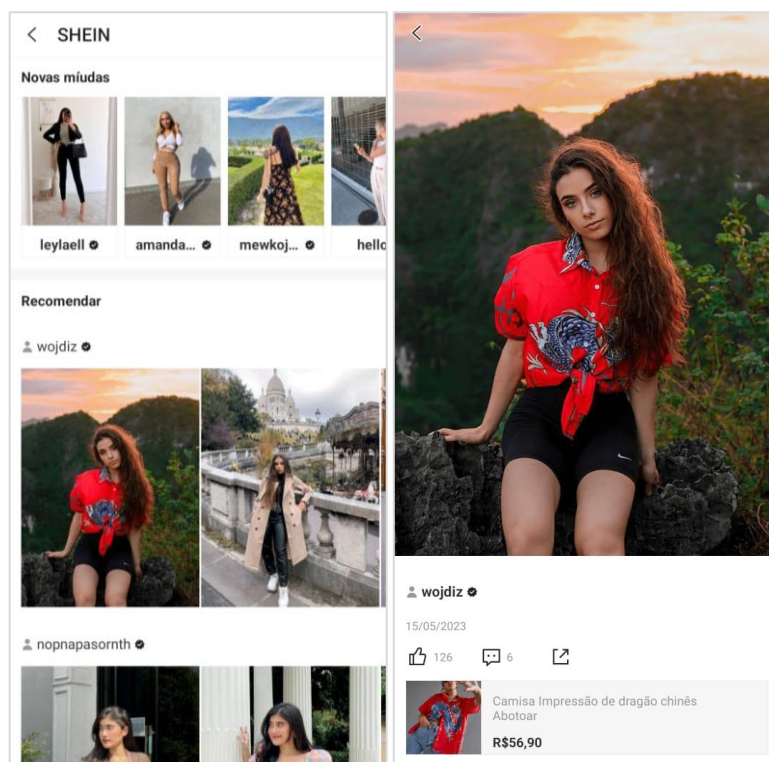 SHEIN
Novas míudas
leylaell
amanda...
mewkoj...
hello
Recomendar
wojdiz
nopnapasornth
wojdiz
15/05/2023
126
6
Camisa Impressão de dragão chinês
Abotoar
R$56,90